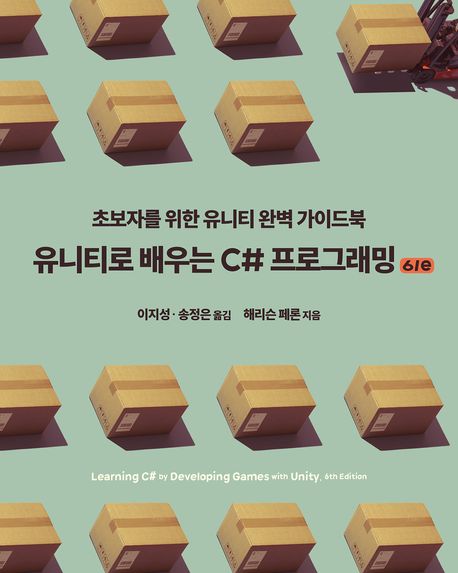 초보자를 위한 유니티 완벽 가이드북
유니티로 배우는 C# 프로그래밍 6/e
이지성 · 송정은 옮김 해리슨 페론 지음
Learning C# by Developing Games with Unity, 6th Edition